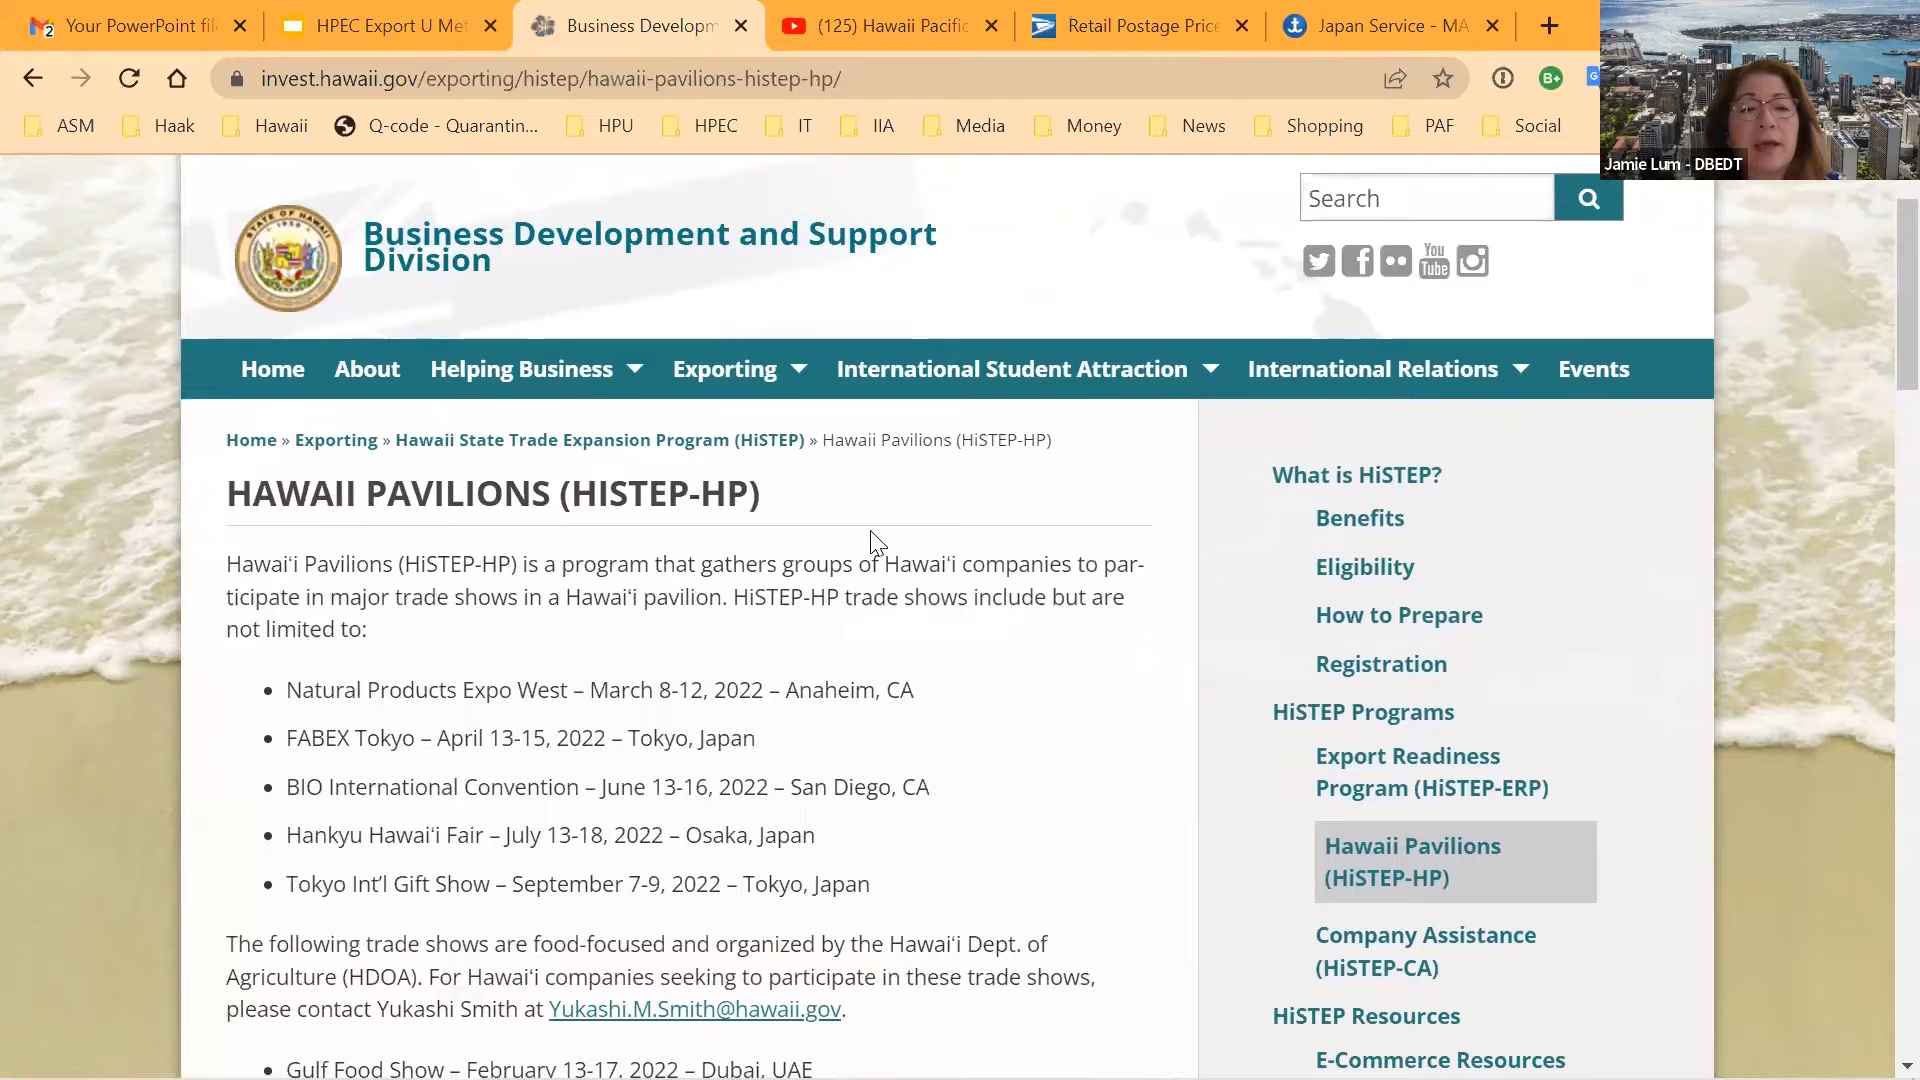 Your PowerPoint fil
HPEC Export U Met
Business Developm
(125) Hawaii Pacific
Retail Postage Price
Japan Service - MA
invest.hawaii.gov/exporting/histep/hawaii-pavilions-histep-hp/
ASM
Haak
Hawaii
Q-code - Quarantin...
HPU
HPEC
IT
IIA
Media
Money
News
Shopping
PAF
Social
Jamie Lum - DBEDT
STATE OF HAWAII
1959
Business Development and Support
Division
Search
You
Tube
Home
About
Helping Business
Exporting
International Student Attraction
International Relations
Events
Home » Exporting » Hawaii State Trade Expansion Program (HiSTEP) » Hawaii Pavilions (HiSTEP-HP)
HAWAII PAVILIONS (HISTEP-HP)
Hawaiʻi Pavilions (HiSTEP-HP) is a program that gathers groups of Hawaiʻi companies to par-
ticipate in major trade shows in a Hawaiʻi pavilion. HiSTEP-HP trade shows include but are
not limited to:
• Natural Products Expo West – March 8-12, 2022 – Anaheim, CA
• FABEX Tokyo – April 13-15, 2022 – Tokyo, Japan
• BIO International Convention – June 13-16, 2022 – San Diego, CA
• Hankyu Hawaiʻi Fair – July 13-18, 2022 – Osaka, Japan
• Tokyo Int’l Gift Show – September 7-9, 2022 – Tokyo, Japan
The following trade shows are food-focused and organized by the Hawaiʻi Dept. of
Agriculture (HDOA). For Hawaiʻi companies seeking to participate in these trade shows,
please contact Yukashi Smith at Yukashi.M.Smith@hawaii.gov.
• Gulf Food Show – February 13-17, 2022 – Dubai, UAE
What is HiSTEP?
Benefits
Eligibility
How to Prepare
Registration
HiSTEP Programs
Export Readiness
Program (HiSTEP-ERP)
Hawaii Pavilions
(HiSTEP-HP)
Company Assistance
(HiSTEP-CA)
HiSTEP Resources
E-Commerce Resources